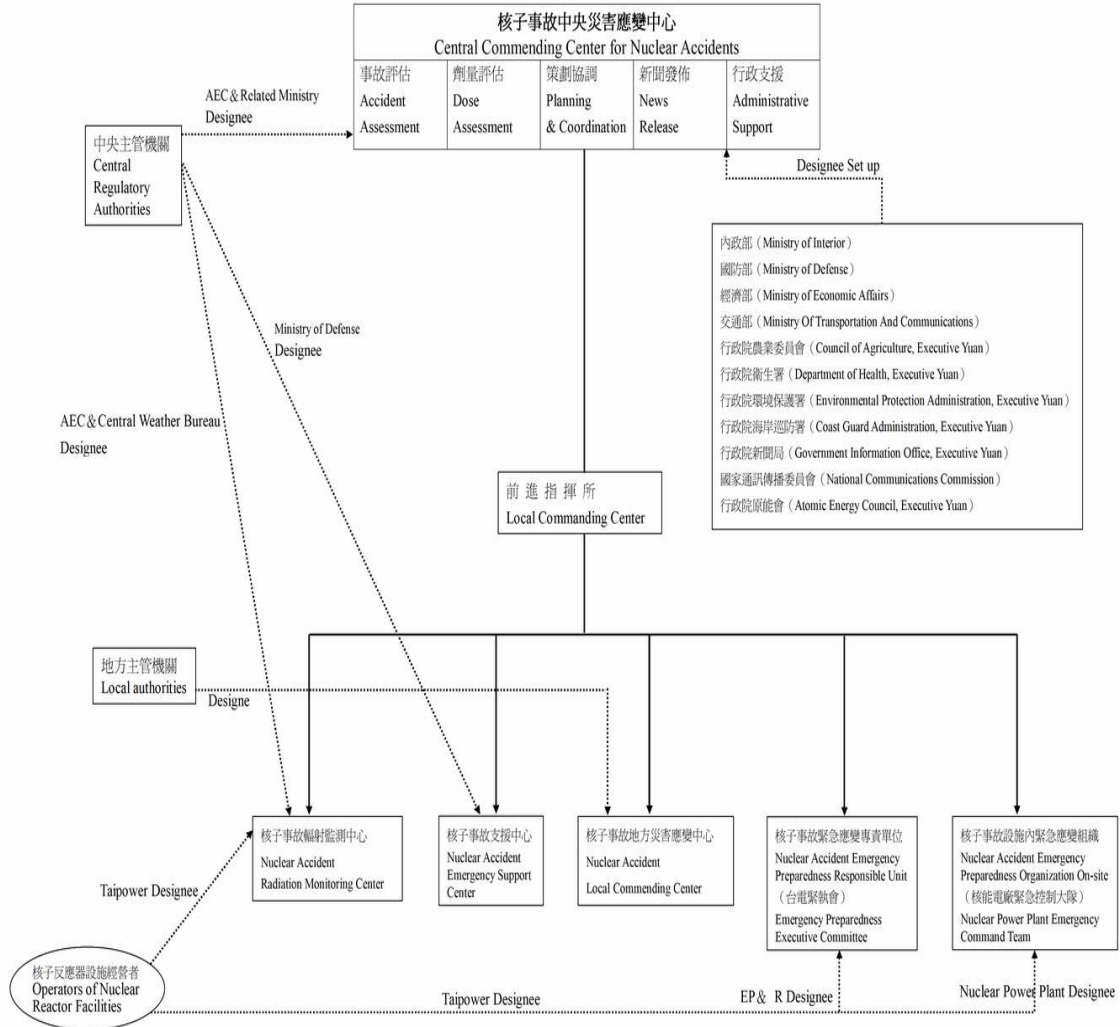 核子事故中央災害應變中心
Central Commending Center for Nuclear Accidents
事故評估
Accident
Assessment
劑量評估
Dose
Assessment
策劃協調
Planning
& Coordination
新聞發佈
News
Release
行政支援
Administrative
Support
AEC & Related Ministry
Designee
中央主管機關
Central
Regulatory
Authorities
Designee Set up
內政部（Ministry of Interior）
國防部（Ministry of Defense）
經濟部（Ministry of Economic Affairs）
交通部（Ministry Of Transportation And Communications）
行政院農業委員會（Council of Agriculture, Executive Yuan）
行政院衛生署（Department of Health, Executive Yuan）
行政院環境保護署（Environmental Protection Administration, Executive Yuan）
行政院海岸巡防署（Coast Guard Administration, Executive Yuan）
行政院新聞局（Government Information Office, Executive Yuan）
國家通訊傳播委員會（National Communications Commission）
行政院原能會（Atomic Energy Council, Executive Yuan）
Ministry of Defense
Designee
AEC & Central Weather Bureau
Designee
前進指揮所
Local Commanding Center
地方主管機關
Local authorities
Designe
核子事故輻射監測中心
Nuclear Accident
Radiation Monitoring Center
核子事故支援中心
Nuclear Accident
Emergency Support
Center
核子事故地方災害應變中心
Nuclear Accident
Local Commending Center
核子事故緊急應變專責單位
Nuclear Accident Emergency
Preparedness Responsible Unit
（台電緊執會）
Emergency Preparedness
Executive Committee
核子事故設施內緊急應變組織
Nuclear Accident Emergency
Preparedness Organization On-site
（核能電廠緊急控制大隊）
Nuclear Power Plant Emergency
Command Team
Taipower Designee
核子反應器設施經營者
Operators of Nuclear
Reactor Facilities
Taipower Designee
EP & R Designee
Nuclear Power Plant Designee